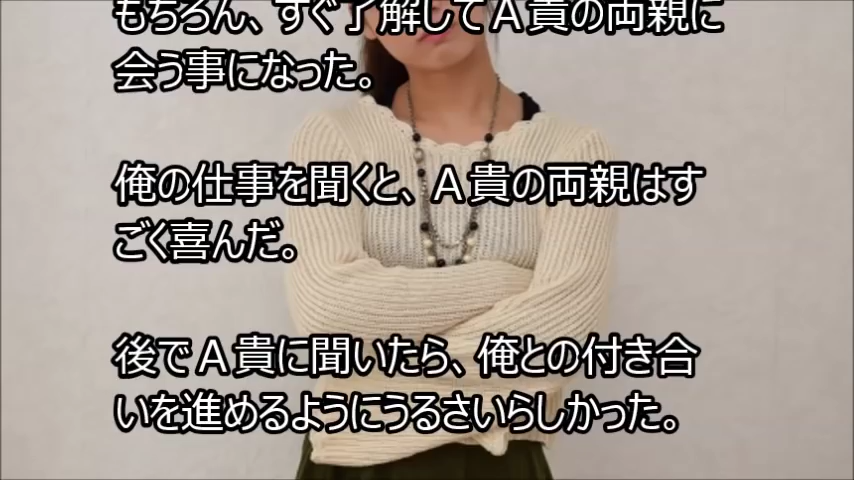 もちろん、すぐ了解してＡ貴の両親に
会う事になった。
俺の仕事を聞くと、Ａ貴の両親はす
ごく喜んだ。
後でＡ貴に聞いたら、俺との付き合
いを進めるようにうるさいらしかった。